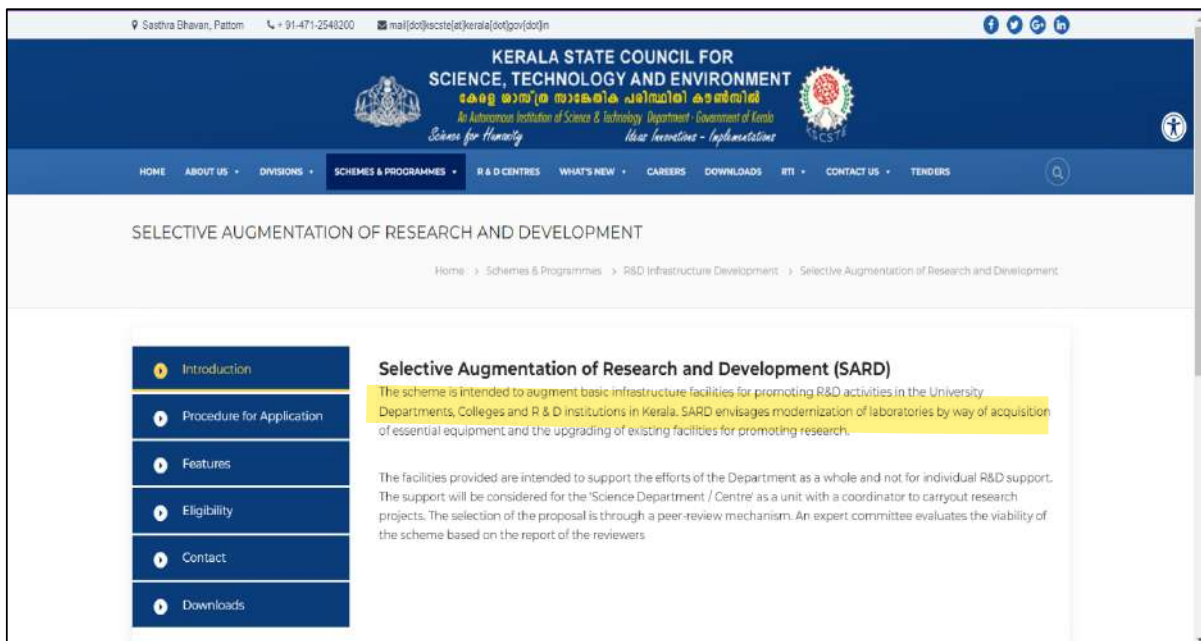 Sasthra Bhavan, Pattom + 91-471-2548200 mail[dot]kscste[at]kerala[dot]gov[dot]in
KERALA STATE COUNCIL FOR
SCIENCE, TECHNOLOGY AND ENVIRONMENT
കേരള ശാസ്ത്ര സാങ്കേതിക പരിസ്ഥിതി കൗൺസിൽ
An Autonomous Institution of Science & Technology Department - Government of Kerala
Science for Humanity Ideas Innovations - Implementations
KSCSTE
HOME ABOUT US DIVISIONS SCHEMES & PROGRAMMES R & D CENTRES WHAT'S NEW CAREERS DOWNLOADS RTI CONTACT US TENDERS
SELECTIVE AUGMENTATION OF RESEARCH AND DEVELOPMENT
Home > Schemes & Programmes > R&D Infrastructure Development > Selective Augmentation of Research and Development
Introduction
Procedure for Application
Features
Eligibility
Contact
Downloads
Selective Augmentation of Research and Development (SARD)
The scheme is intended to augment basic infrastructure facilities for promoting R&D activities in the University
Departments, Colleges and R & D institutions in Kerala. SARD envisages modernization of laboratories by way of acquisition
of essential equipment and the upgrading of existing facilities for promoting research.
The facilities provided are intended to support the efforts of the Department as a whole and not for individual R&D support.
The support will be considered for the 'Science Department / Centre' as a unit with a coordinator to carryout research
projects. The selection of the proposal is through a peer-review mechanism. An expert committee evaluates the viability of
the scheme based on the report of the reviewers